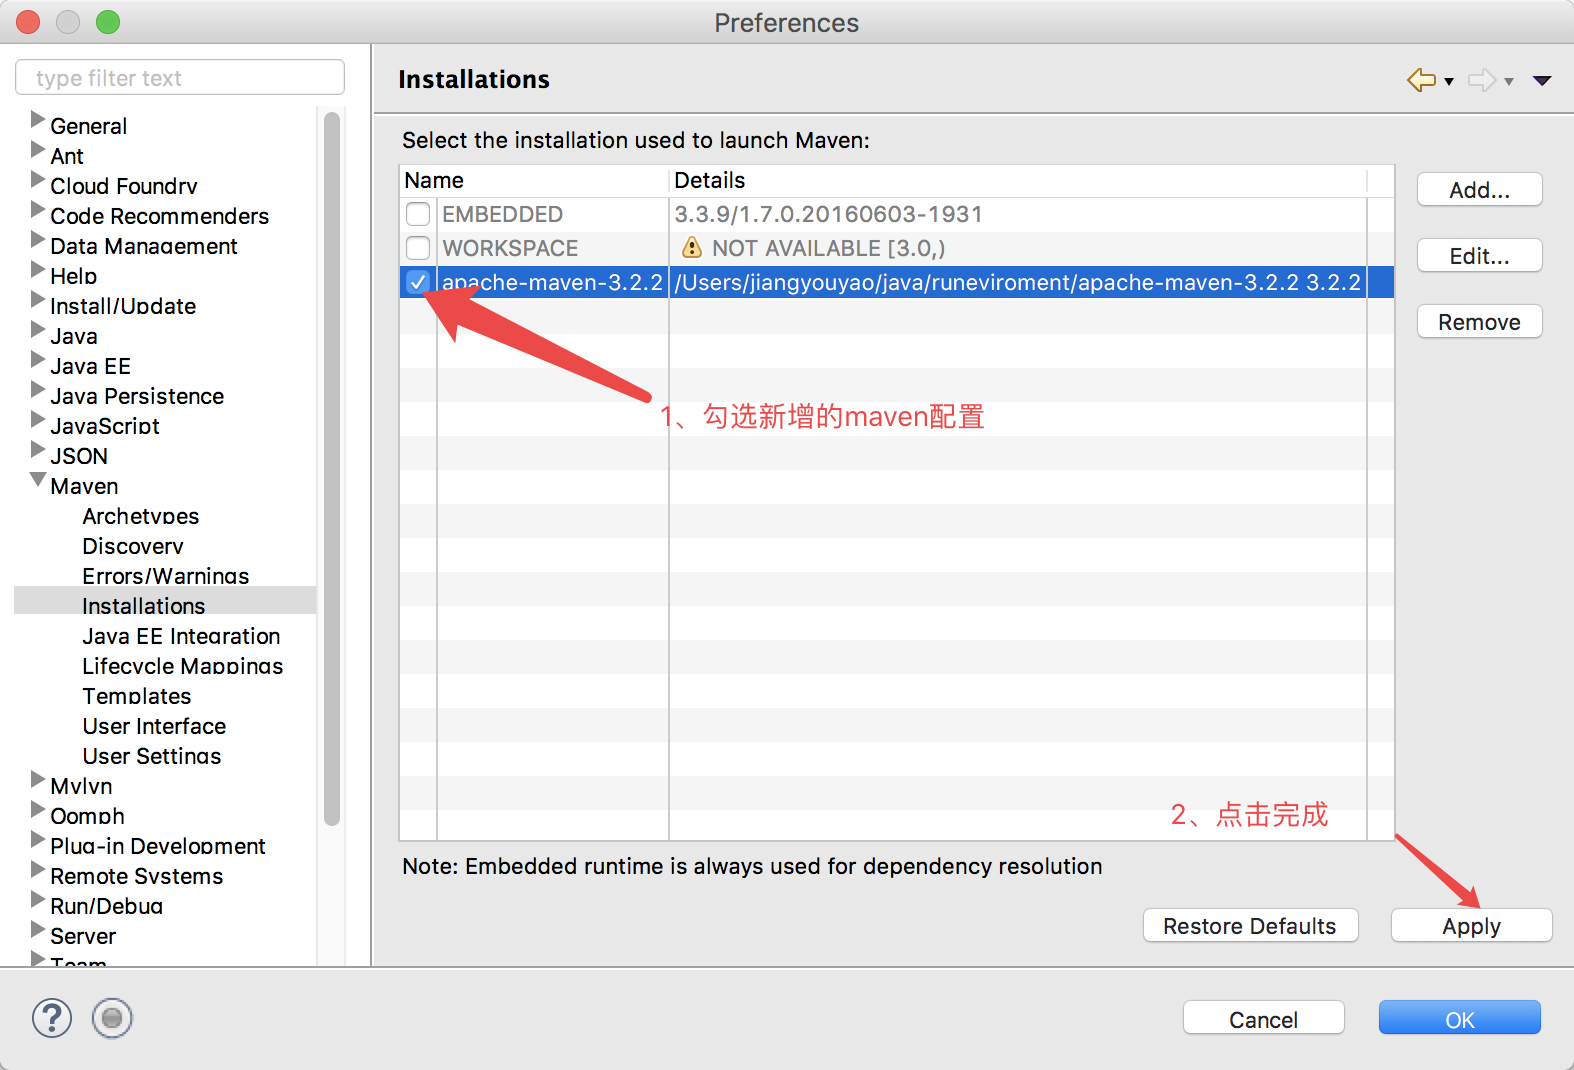 Preferences
type filter text
General
Ant
Cloud Foundry
Code Recommenders
Data Management
Help
Install/Update
Java
Java EE
Java Persistence
JavaScript
JSON
Maven
Archetypes
Discovery
Errors/Warnings
Installations
Java EE Integration
Lifecycle Mappings
Templates
User Interface
User Settings
Mylyn
Oomph
Plug-in Development
Remote Systems
Run/Debug
Server
Team
Installations
Select the installation used to launch Maven:
Name Details
EMBEDDED 3.3.9/1.7.0.20160603-1931
WORKSPACE NOT AVAILABLE [3.0,)
apache-maven-3.2.2 /Users/jiangyouyao/java/runeviroment/apache-maven-3.2.2 3.2.2
1、勾选新增的maven配置
2、点击完成
Add...
Edit...
Remove
Note: Embedded runtime is always used for dependency resolution
Restore Defaults Apply
? Cancel OK